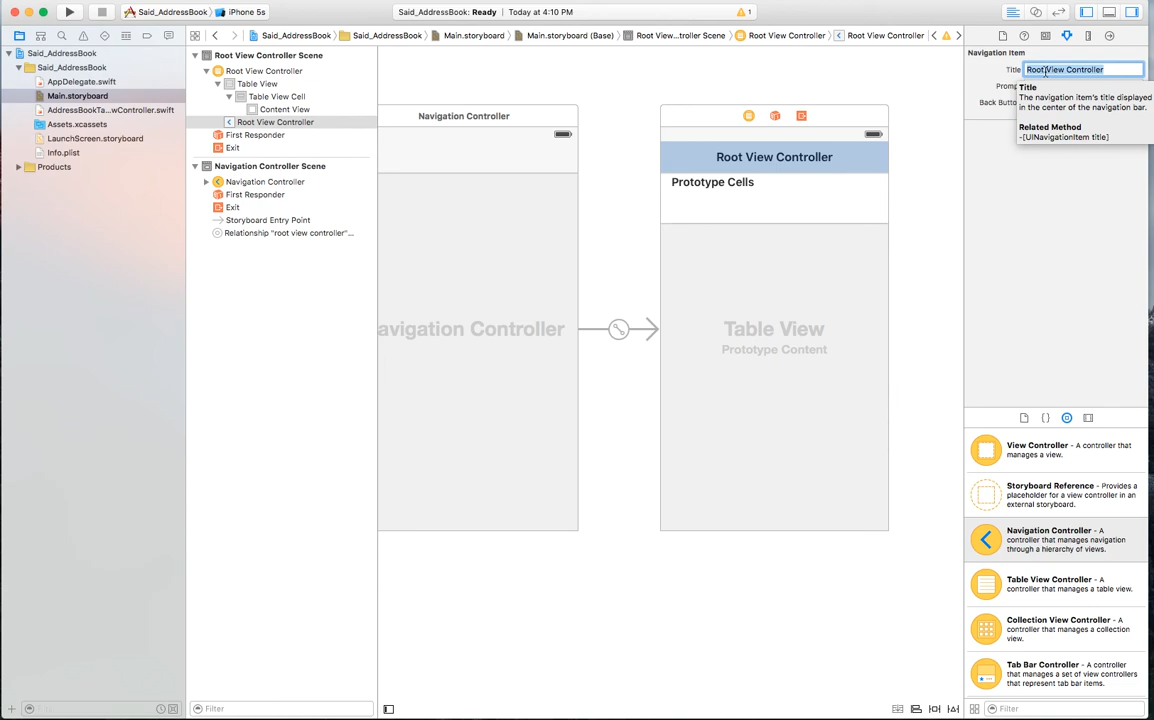 Said_AddressBook
iPhone 5s
Said_AddressBook: Ready
Today at 4:10 PM
1
Said_AddressBook
Said_AddressBook
Main.storyboard
Main.storyboard (Base)
Root View...troller Scene
Root View Controller
Root View Controller
Said_AddressBook
Said_AddressBook
AppDelegate.swift
Main.storyboard
AddressBookTa...wController.swift
Assets.xcassets
LaunchScreen.storyboard
Info.plist
Products
Root View Controller Scene
Root View Controller
Table View
Table View Cell
Content View
Root View Controller
First Responder
Exit
Navigation Controller Scene
Navigation Controller
First Responder
Exit
Storyboard Entry Point
Relationship "root view controller"...
Navigation Controller
avigation Controller
Root View Controller
Prototype Cells
Table View
Prototype Content
Navigation Item
Title
Root View Controller
Promp
Back Butto
Title
The navigation item's title displayed
in the center of the navigation bar.
Related Method
-[UINavigationItem title]
View Controller - A controller that
manages a view.
Storyboard Reference - Provides a
placeholder for a view controller in an
external storyboard.
Navigation Controller - A
controller that manages navigation
through a hierarchy of views.
Table View Controller - A
controller that manages a table view.
Collection View Controller - A
controller that manages a collection
view.
Tab Bar Controller - A controller
that manages a set of view controllers
that represent tab bar items.
Filter
Filter